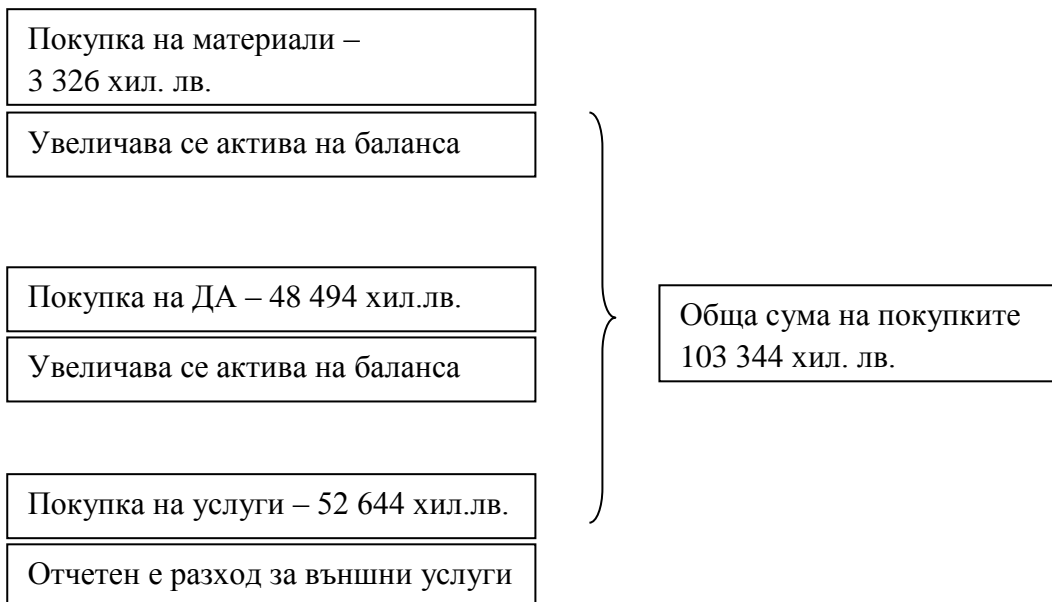 Покупка на материали –
3 326 хил. лв.
Увеличава се актива на баланса
Покупка на ДА – 48 494 хил.лв.
Увеличава се актива на баланса
Обща сума на покупките
103 344 хил. лв.
Покупка на услуги – 52 644 хил.лв.
Отчетен е разход за външни услуги